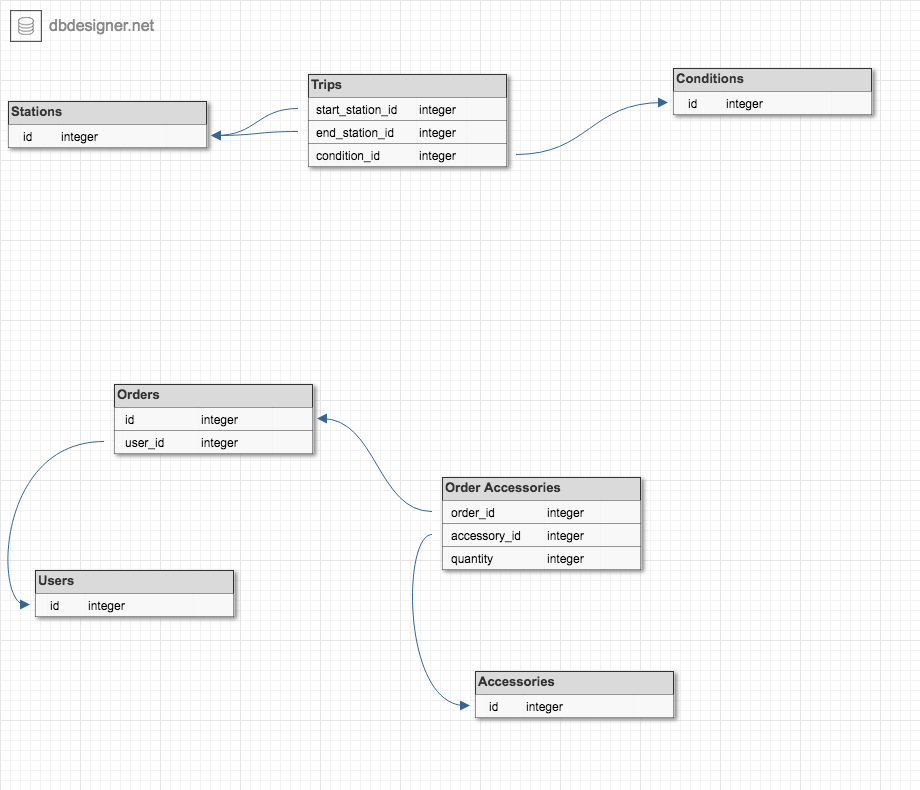 dbdesigner.net
Stations
id integer
Trips
start_station_id integer
end_station_id integer
condition_id integer
Conditions
id integer
Orders
id integer
user_id integer
Order Accessories
order_id integer
accessory_id integer
quantity integer
Users
id integer
Accessories
id integer